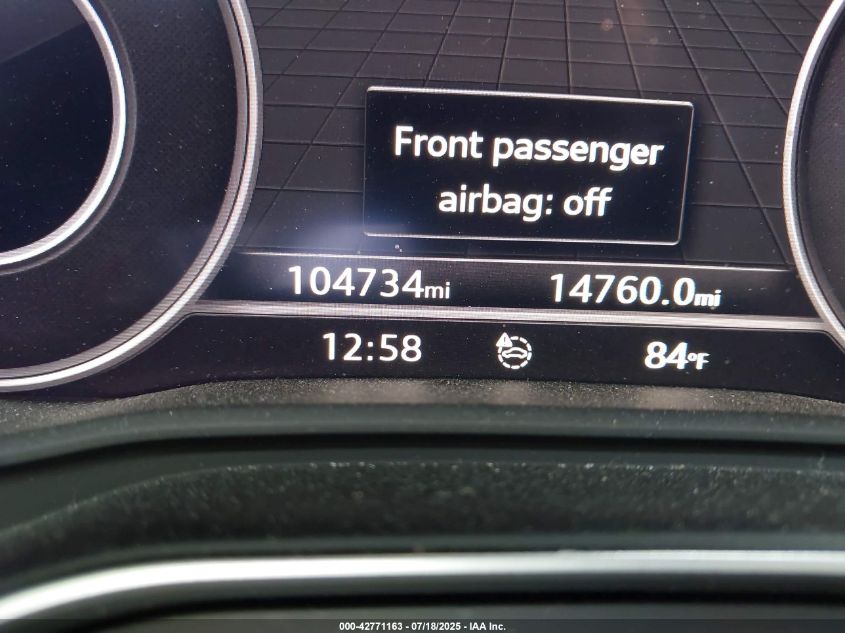 Front passenger
airbag: off
104734mi 14760.0mi
12:58 84°F
000-42771163 - 07/18/2025 - IAA Inc.